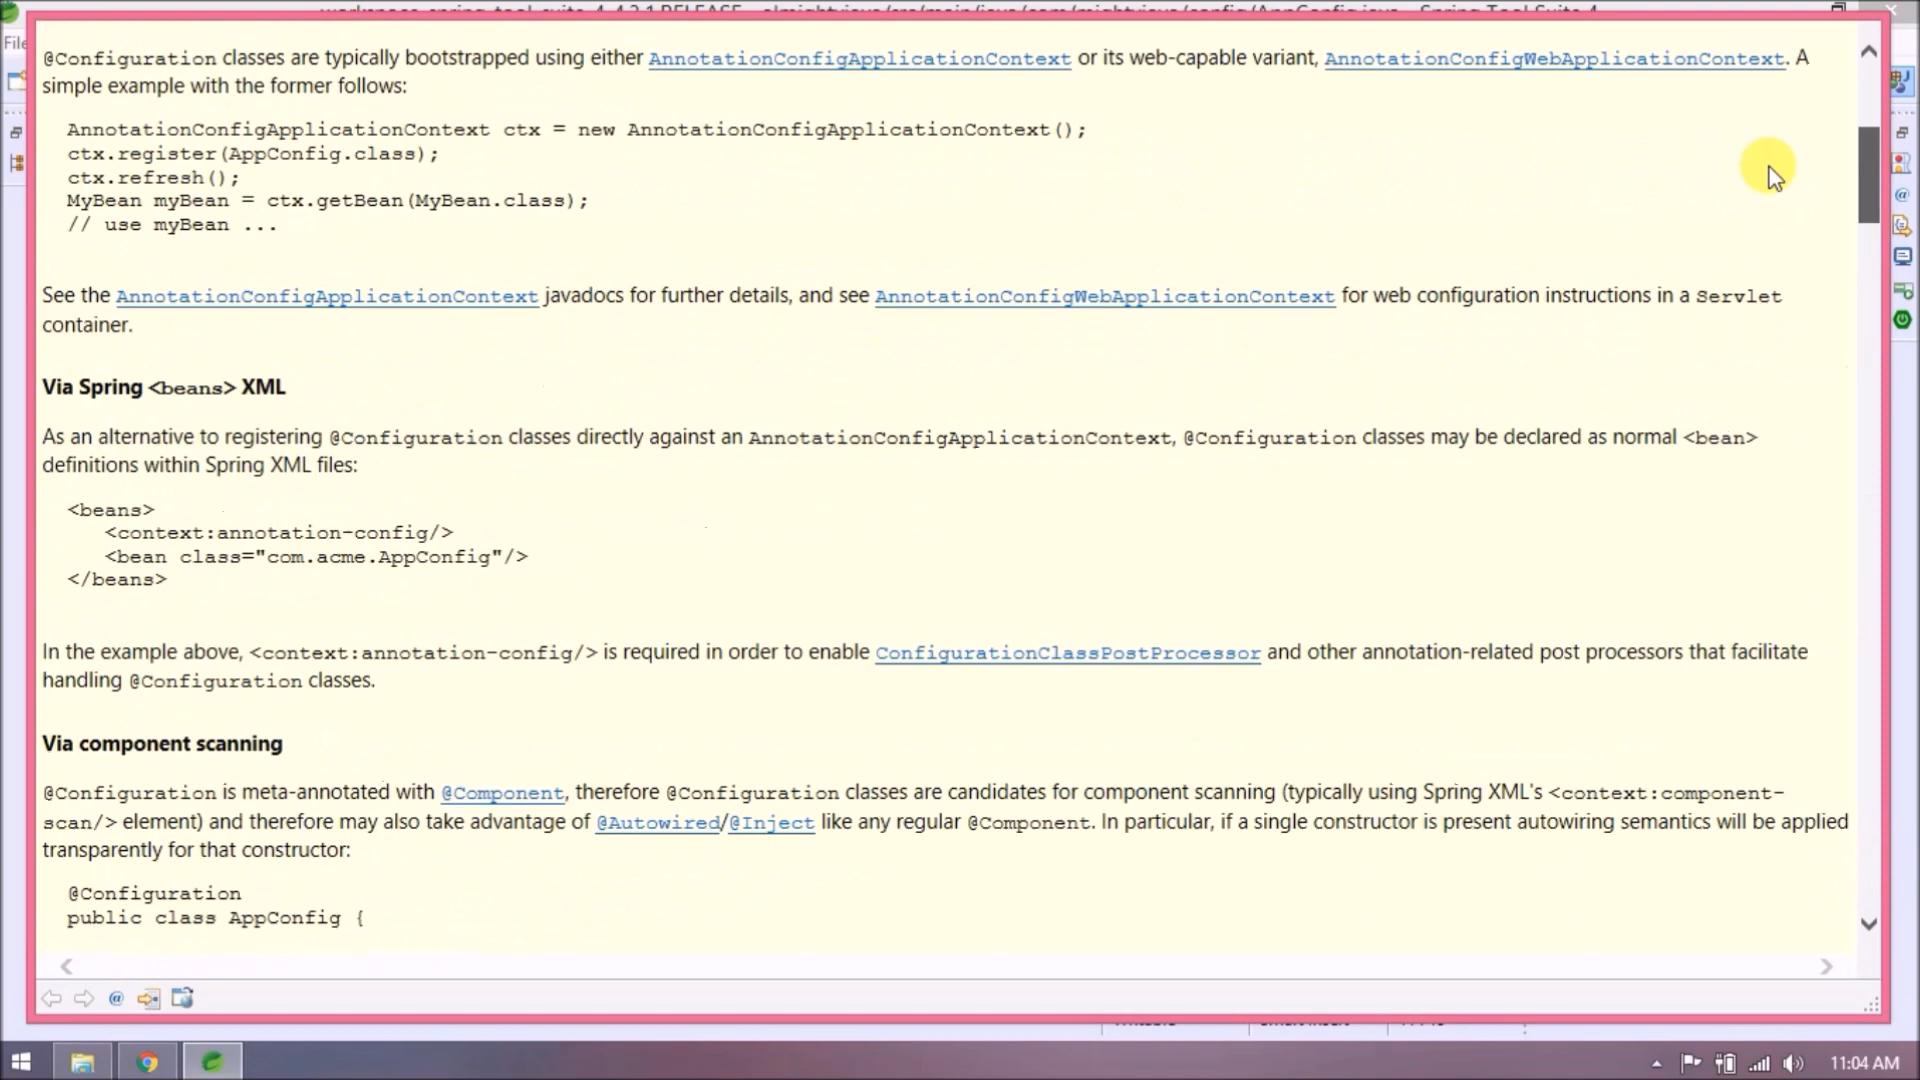 File
@Configuration classes are typically bootstrapped using either AnnotationConfigApplicationContext or its web-capable variant, AnnotationConfigWebApplicationContext. A
simple example with the former follows:
AnnotationConfigApplicationContext ctx = new AnnotationConfigApplicationContext();
ctx.register(AppConfig.class);
ctx.refresh();
MyBean myBean = ctx.getBean(MyBean.class);
// use myBean ...
See the AnnotationConfigApplicationContext javadocs for further details, and see AnnotationConfigWebApplicationContext for web configuration instructions in a Servlet
container.
Via Spring <beans> XML
As an alternative to registering @Configuration classes directly against an AnnotationConfigApplicationContext, @Configuration classes may be declared as normal <bean>
definitions within Spring XML files:
<beans>
<context:annotation-config/>
<bean class="com.acme.AppConfig"/>
</beans>
In the example above, <context:annotation-config/> is required in order to enable ConfigurationClassPostProcessor and other annotation-related post processors that facilitate
handling @Configuration classes.
Via component scanning
@Configuration is meta-annotated with @Component, therefore @Configuration classes are candidates for component scanning (typically using Spring XML's <context:component-
scan/> element) and therefore may also take advantage of @Autowired/@Inject like any regular @Component. In particular, if a single constructor is present autowiring semantics will be applied
transparently for that constructor:
@Configuration
public class AppConfig {
11:04 AM